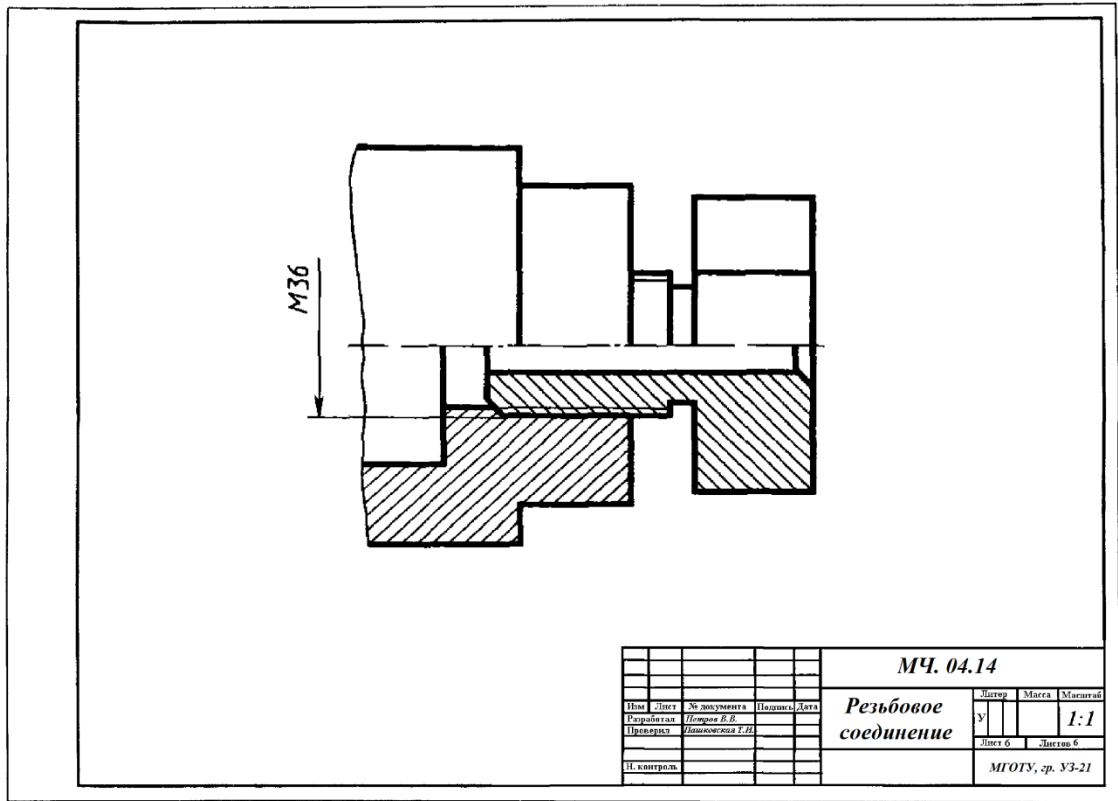 M36
МЧ. 04.14
Изм Лист № документа Подпись Дата
Разработал Петров В.В.
Проверил Пашковская Т.Н.
Н. контроль
Резьбовое
соединение
Литер Масса Масштаб
У 1:1
Лист 6 Листов 6
МГОТУ, гр. УЗ-21